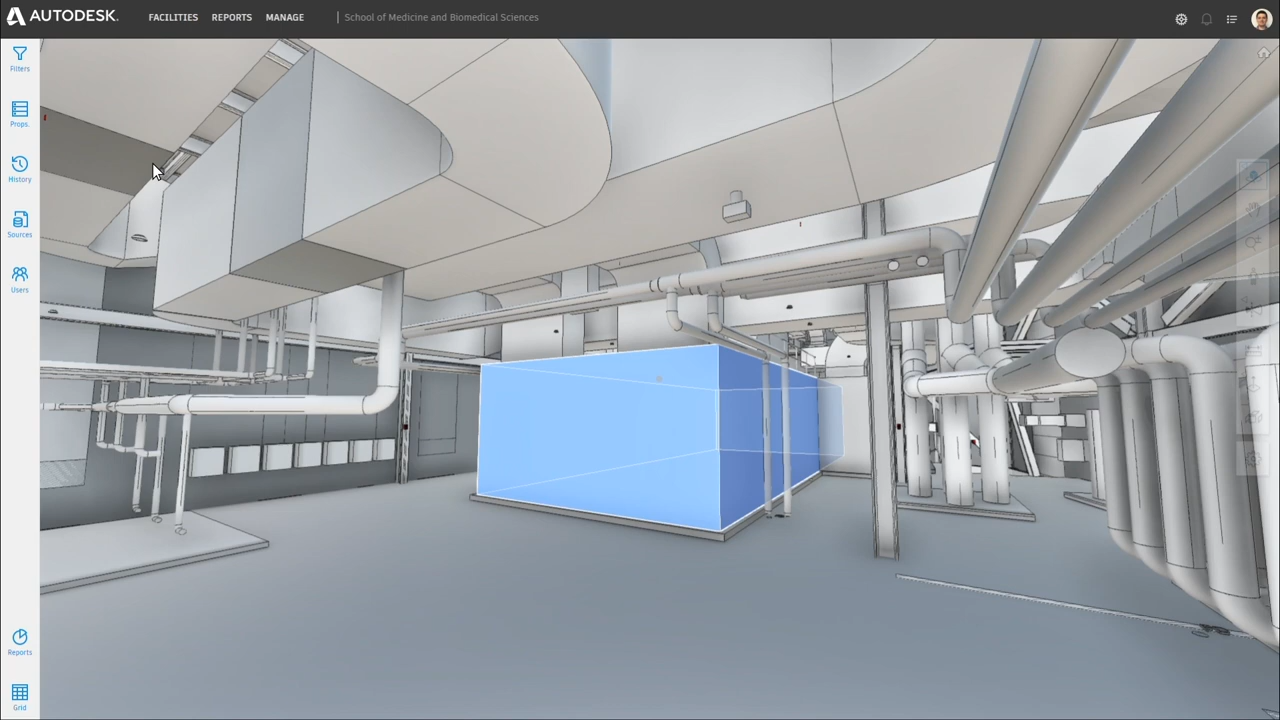 AUTODESK. FACILITIES REPORTS MANAGE School of Medicine and Biomedical Sciences
Filters
Props.
History
Sources
Users
Reports
Grid